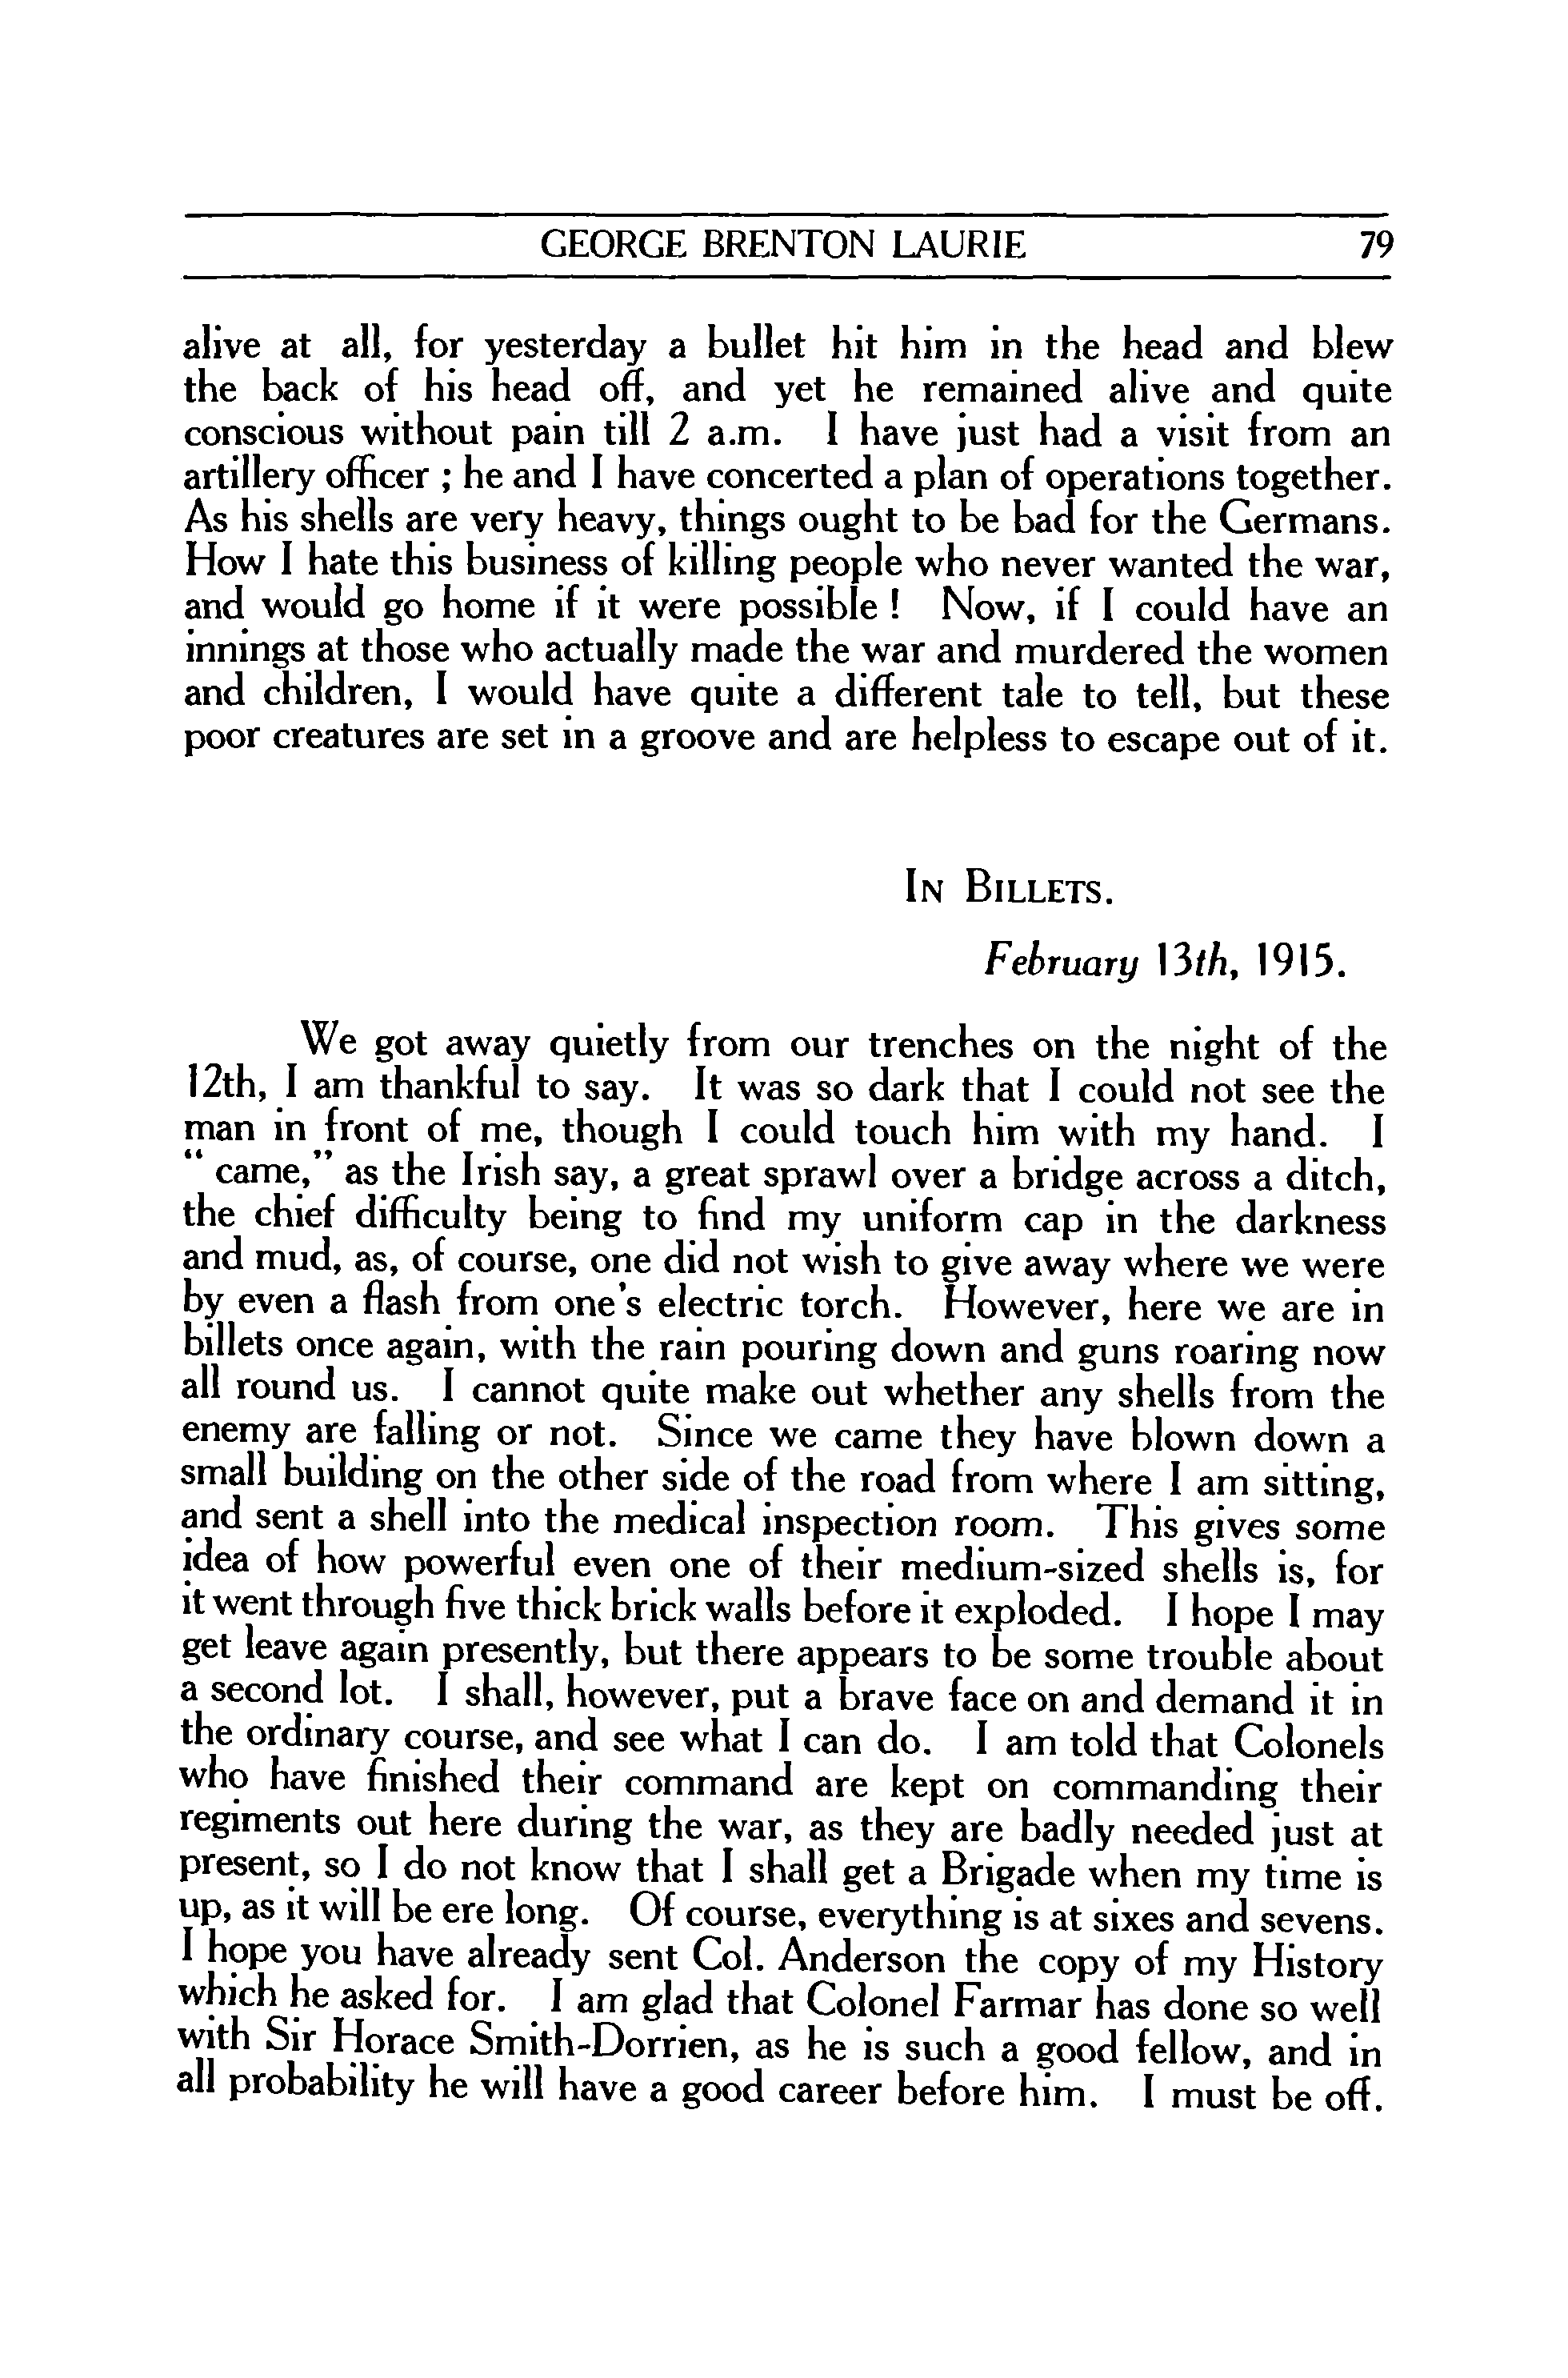 GEORGE BRENTON LAURIE 79
alive at all, for yesterday a bullet hit him in the head and blew
the back of his head off, and yet he remained alive and quite
conscious without pain till 2 a.m. I have just had a visit from an
artillery officer ; he and I have concerted a plan of operations together.
As his shells are very heavy, things ought to be bad for the Germans.
How I hate this business of killing people who never wanted the war,
and would go home if it were possible ! Now, if I could have an
innings at those who actually made the war and murdered the women
and children, I would have quite a different tale to tell, but these
poor creatures are set in a groove and are helpless to escape out of it.
In Billets.
February 13th, 1915.
We got away quietly from our trenches on the night of the
12th, I am thankful to say. It was so dark that I could not see the
man in front of me, though I could touch him with my hand. I
“ came,” as the Irish say, a great sprawl over a bridge across a ditch,
the chief difficulty being to find my uniform cap in the darkness
and mud, as, of course, one did not wish to give away where we were
by even a flash from one's electric torch. However, here we are in
billets once again, with the rain pouring down and guns roaring now
all round us. I cannot quite make out whether any shells from the
enemy are falling or not. Since we came they have blown down a
small building on the other side of the road from where I am sitting,
and sent a shell into the medical inspection room. This gives some
idea of how powerful even one of their medium-sized shells is, for
it went through five thick brick walls before it exploded. I hope I may
get leave again presently, but there appears to be some trouble about
a second lot. I shall, however, put a brave face on and demand it in
the ordinary course, and see what I can do. I am told that Colonels
who have finished their command are kept on commanding their
regiments out here during the war, as they are badly needed just at
present, so I do not know that I shall get a Brigade when my time is
up, as it will be ere long. Of course, everything is at sixes and sevens.
I hope you have already sent Col. Anderson the copy of my History
which he asked for. I am glad that Colonel Farmar has done so well
with Sir Horace Smith-Dorrien, as he is such a good fellow, and in
all probability he will have a good career before him. I must be off.